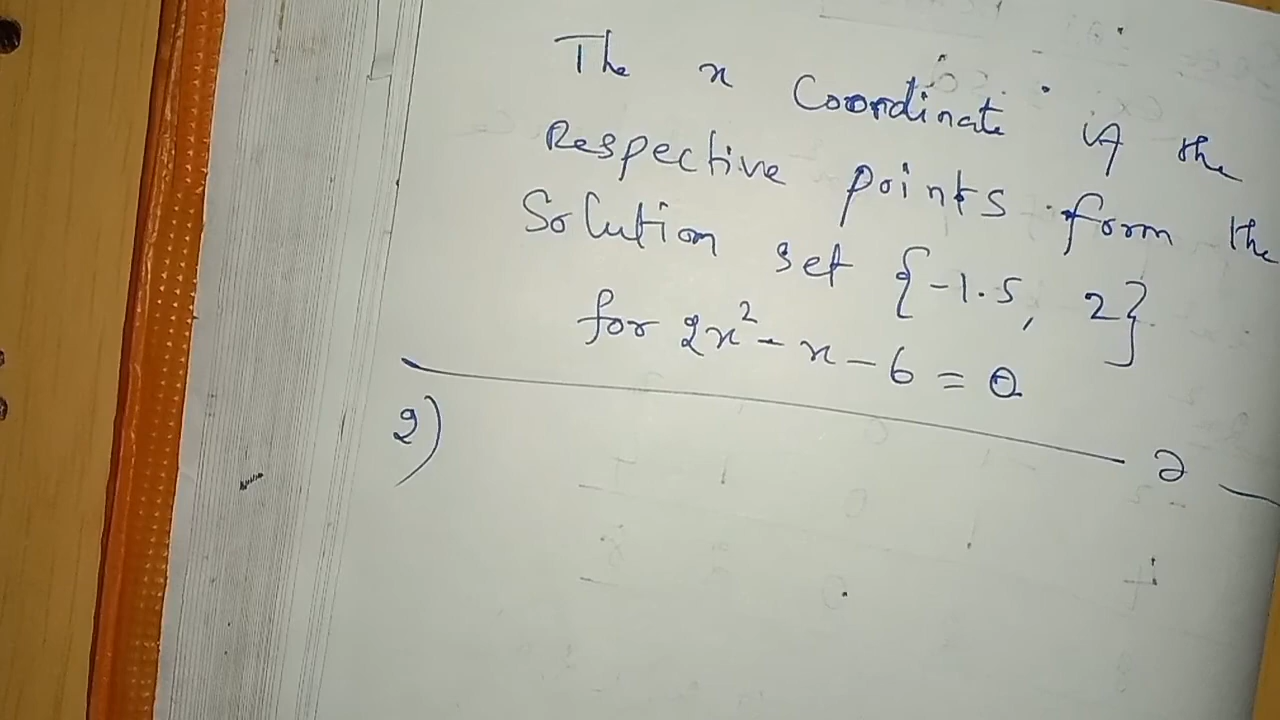 The x Coordinate of the
Respective points form the
Solution set {-1.5, 2}
for 2x² - x - 6 = 0
2)